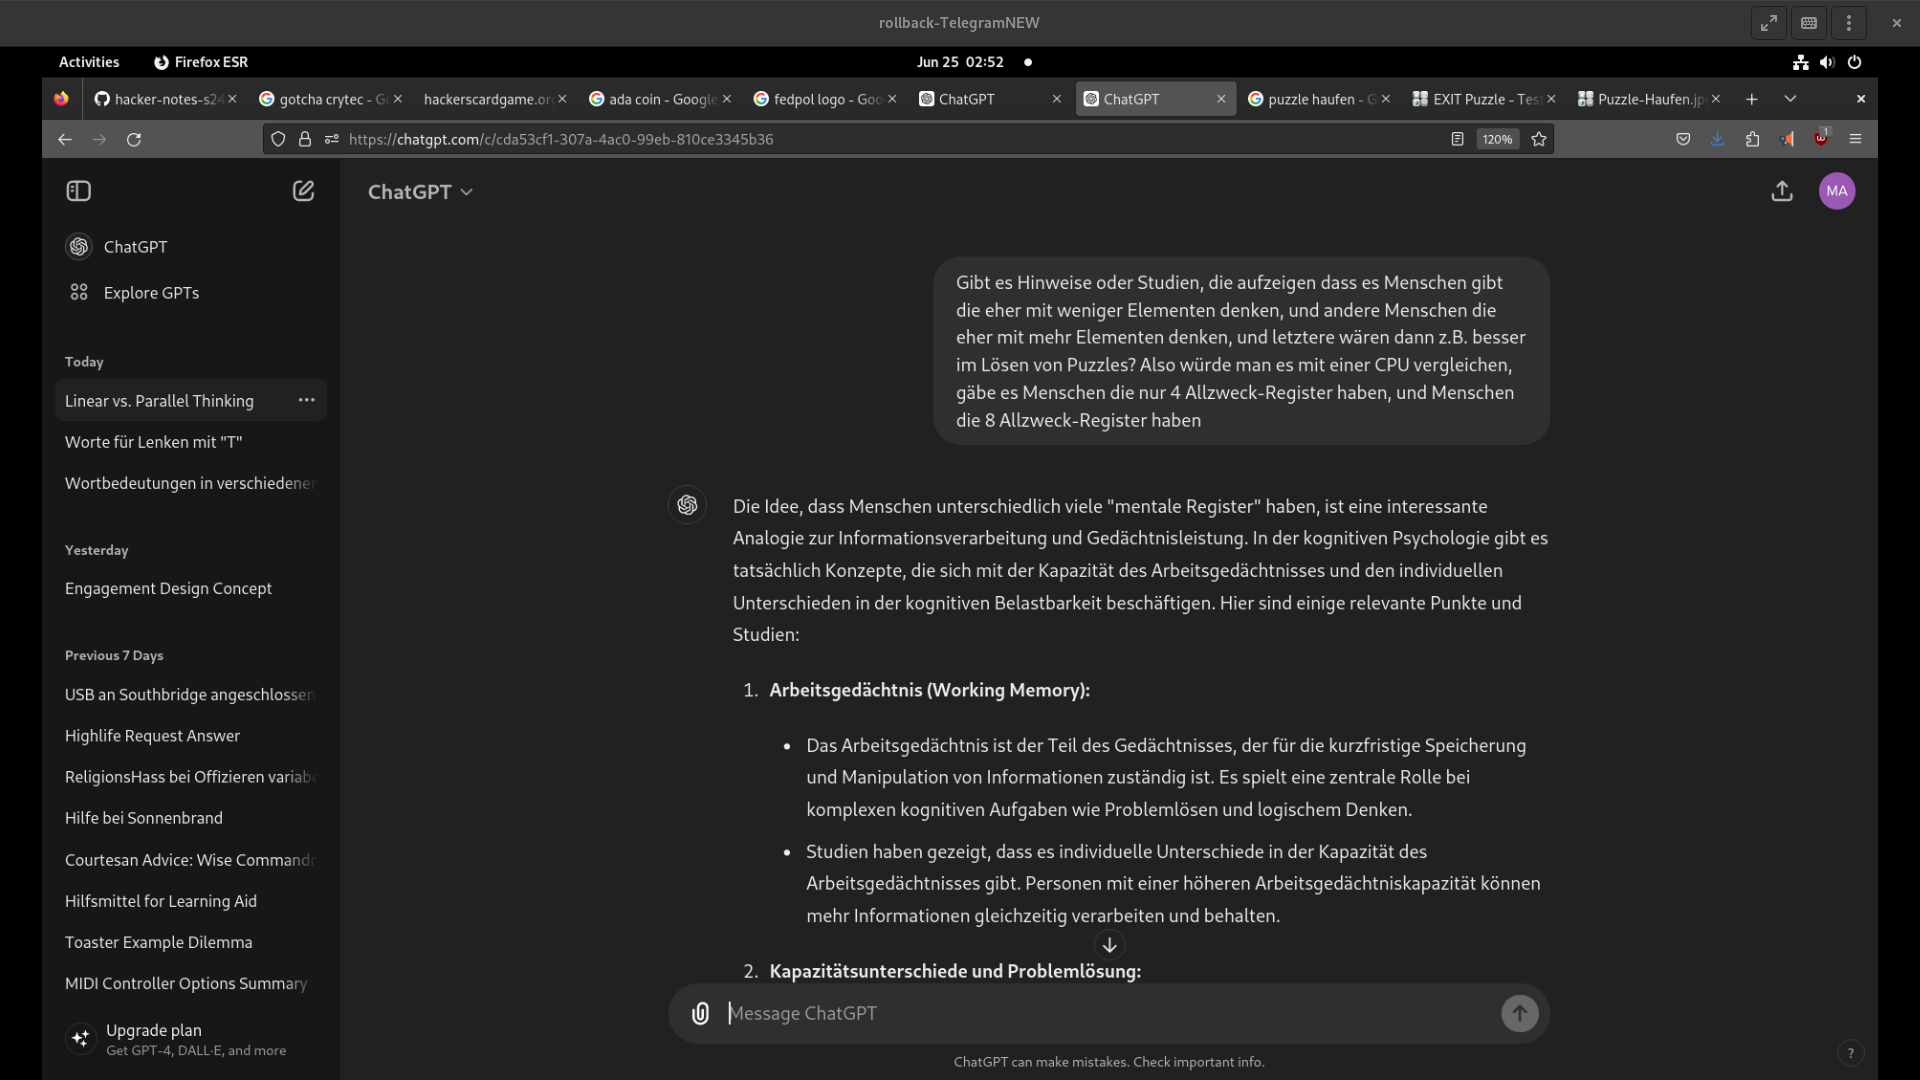 rollback-TelegramNEW
Activities
Firefox ESR
Jun 25 02:52
hacker-notes-s24
gotcha crytec - G
hackerscardgame.or
ada coin - Google
fedpol logo - Goo
ChatGPT
ChatGPT
puzzle haufen - G
EXIT Puzzle - Tes
Puzzle-Haufen.jp
https://chatgpt.com/c/cda53cf1-307a-4ac0-99eb-810ce3345b36
120%
1
ChatGPT
MA
ChatGPT
Explore GPTs
Today
Linear vs. Parallel Thinking
Worte für Lenken mit "T"
Wortbedeutungen in verschiedenen
Yesterday
Engagement Design Concept
Previous 7 Days
USB an Southbridge angeschlossen
Highlife Request Answer
ReligionsHass bei Offizieren variab
Hilfe bei Sonnenbrand
Courtesan Advice: Wise Command
Hilfsmittel for Learning Aid
Toaster Example Dilemma
MIDI Controller Options Summary
Upgrade plan
Get GPT-4, DALL·E, and more
Gibt es Hinweise oder Studien, die aufzeigen dass es Menschen gibt
die eher mit weniger Elementen denken, und andere Menschen die
eher mit mehr Elementen denken, und letztere wären dann z.B. besser
im Lösen von Puzzles? Also würde man es mit einer CPU vergleichen,
gäbe es Menschen die nur 4 Allzweck-Register haben, und Menschen
die 8 Allzweck-Register haben
Die Idee, dass Menschen unterschiedlich viele "mentale Register" haben, ist eine interessante
Analogie zur Informationsverarbeitung und Gedächtnisleistung. In der kognitiven Psychologie gibt es
tatsächlich Konzepte, die sich mit der Kapazität des Arbeitsgedächtnisses und den individuellen
Unterschieden in der kognitiven Belastbarkeit beschäftigen. Hier sind einige relevante Punkte und
Studien:
1. Arbeitsgedächtnis (Working Memory):
• Das Arbeitsgedächtnis ist der Teil des Gedächtnisses, der für die kurzfristige Speicherung
und Manipulation von Informationen zuständig ist. Es spielt eine zentrale Rolle bei
komplexen kognitiven Aufgaben wie Problemlösen und logischem Denken.
• Studien haben gezeigt, dass es individuelle Unterschiede in der Kapazität des
Arbeitsgedächtnisses gibt. Personen mit einer höheren Arbeitsgedächtniskapazität können
mehr Informationen gleichzeitig verarbeiten und behalten.
2. Kapazitätsunterschiede und Problemlösung:
Message ChatGPT
ChatGPT can make mistakes. Check important info.
?